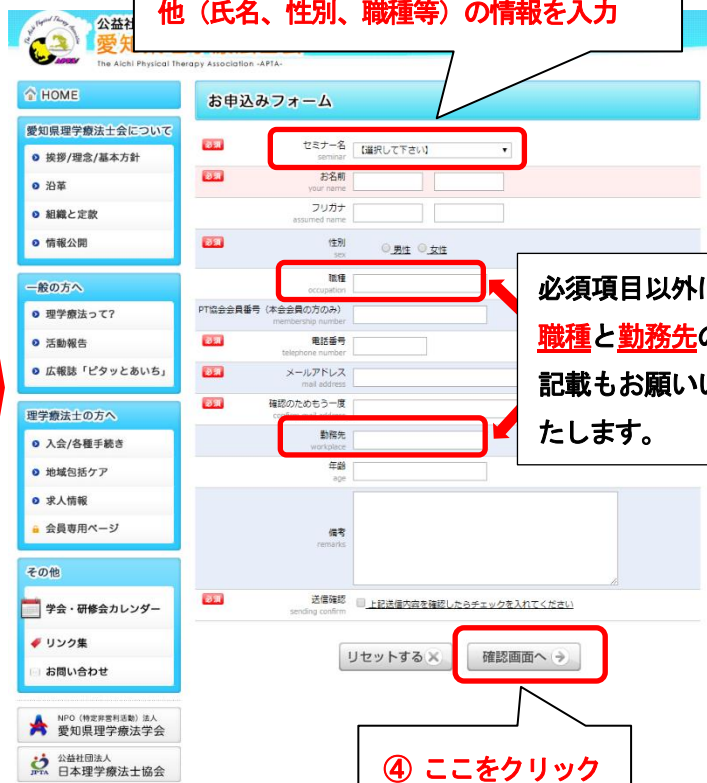 他（氏名、性別、職種等）の情報を入力
公益社
愛知
The Aichi Physical Therapy Association -APTA-
HOME
愛知県理学療法士会について
挨拶/理念/基本方針
沿革
組織と定款
情報公開
一般の方へ
理学療法って?
活動報告
広報誌「ピタッとあいち」
理学療法士の方へ
入会/各種手続き
地域包括ケア
求人情報
会員専用ページ
その他
学会・研修会カレンダー
リンク集
お問い合わせ
NPO（特定非営利活動）法人
愛知県理学療法学会
公益社団法人
日本理学療法士協会
お申込みフォーム
必須 セミナー名 【選択して下さい】
seminar
必須 お名前
your name
フリガナ
assumed name
必須 性別 男性 女性
sex
職種
occupation
PT協会会員番号（本会会員の方のみ）
membership number
必須 電話番号
telephone number
必須 メールアドレス
mail address
必須 確認のためもう一度
勤務先
workplace
年齢
age
備考
remarks
必須 送信確認 上記送信内容を確認したらチェックを入れてください
sending confirm
リセットする 確認画面へ
必須項目以外に
職種と勤務先の
記載もお願いい
たします。
④ ここをクリック